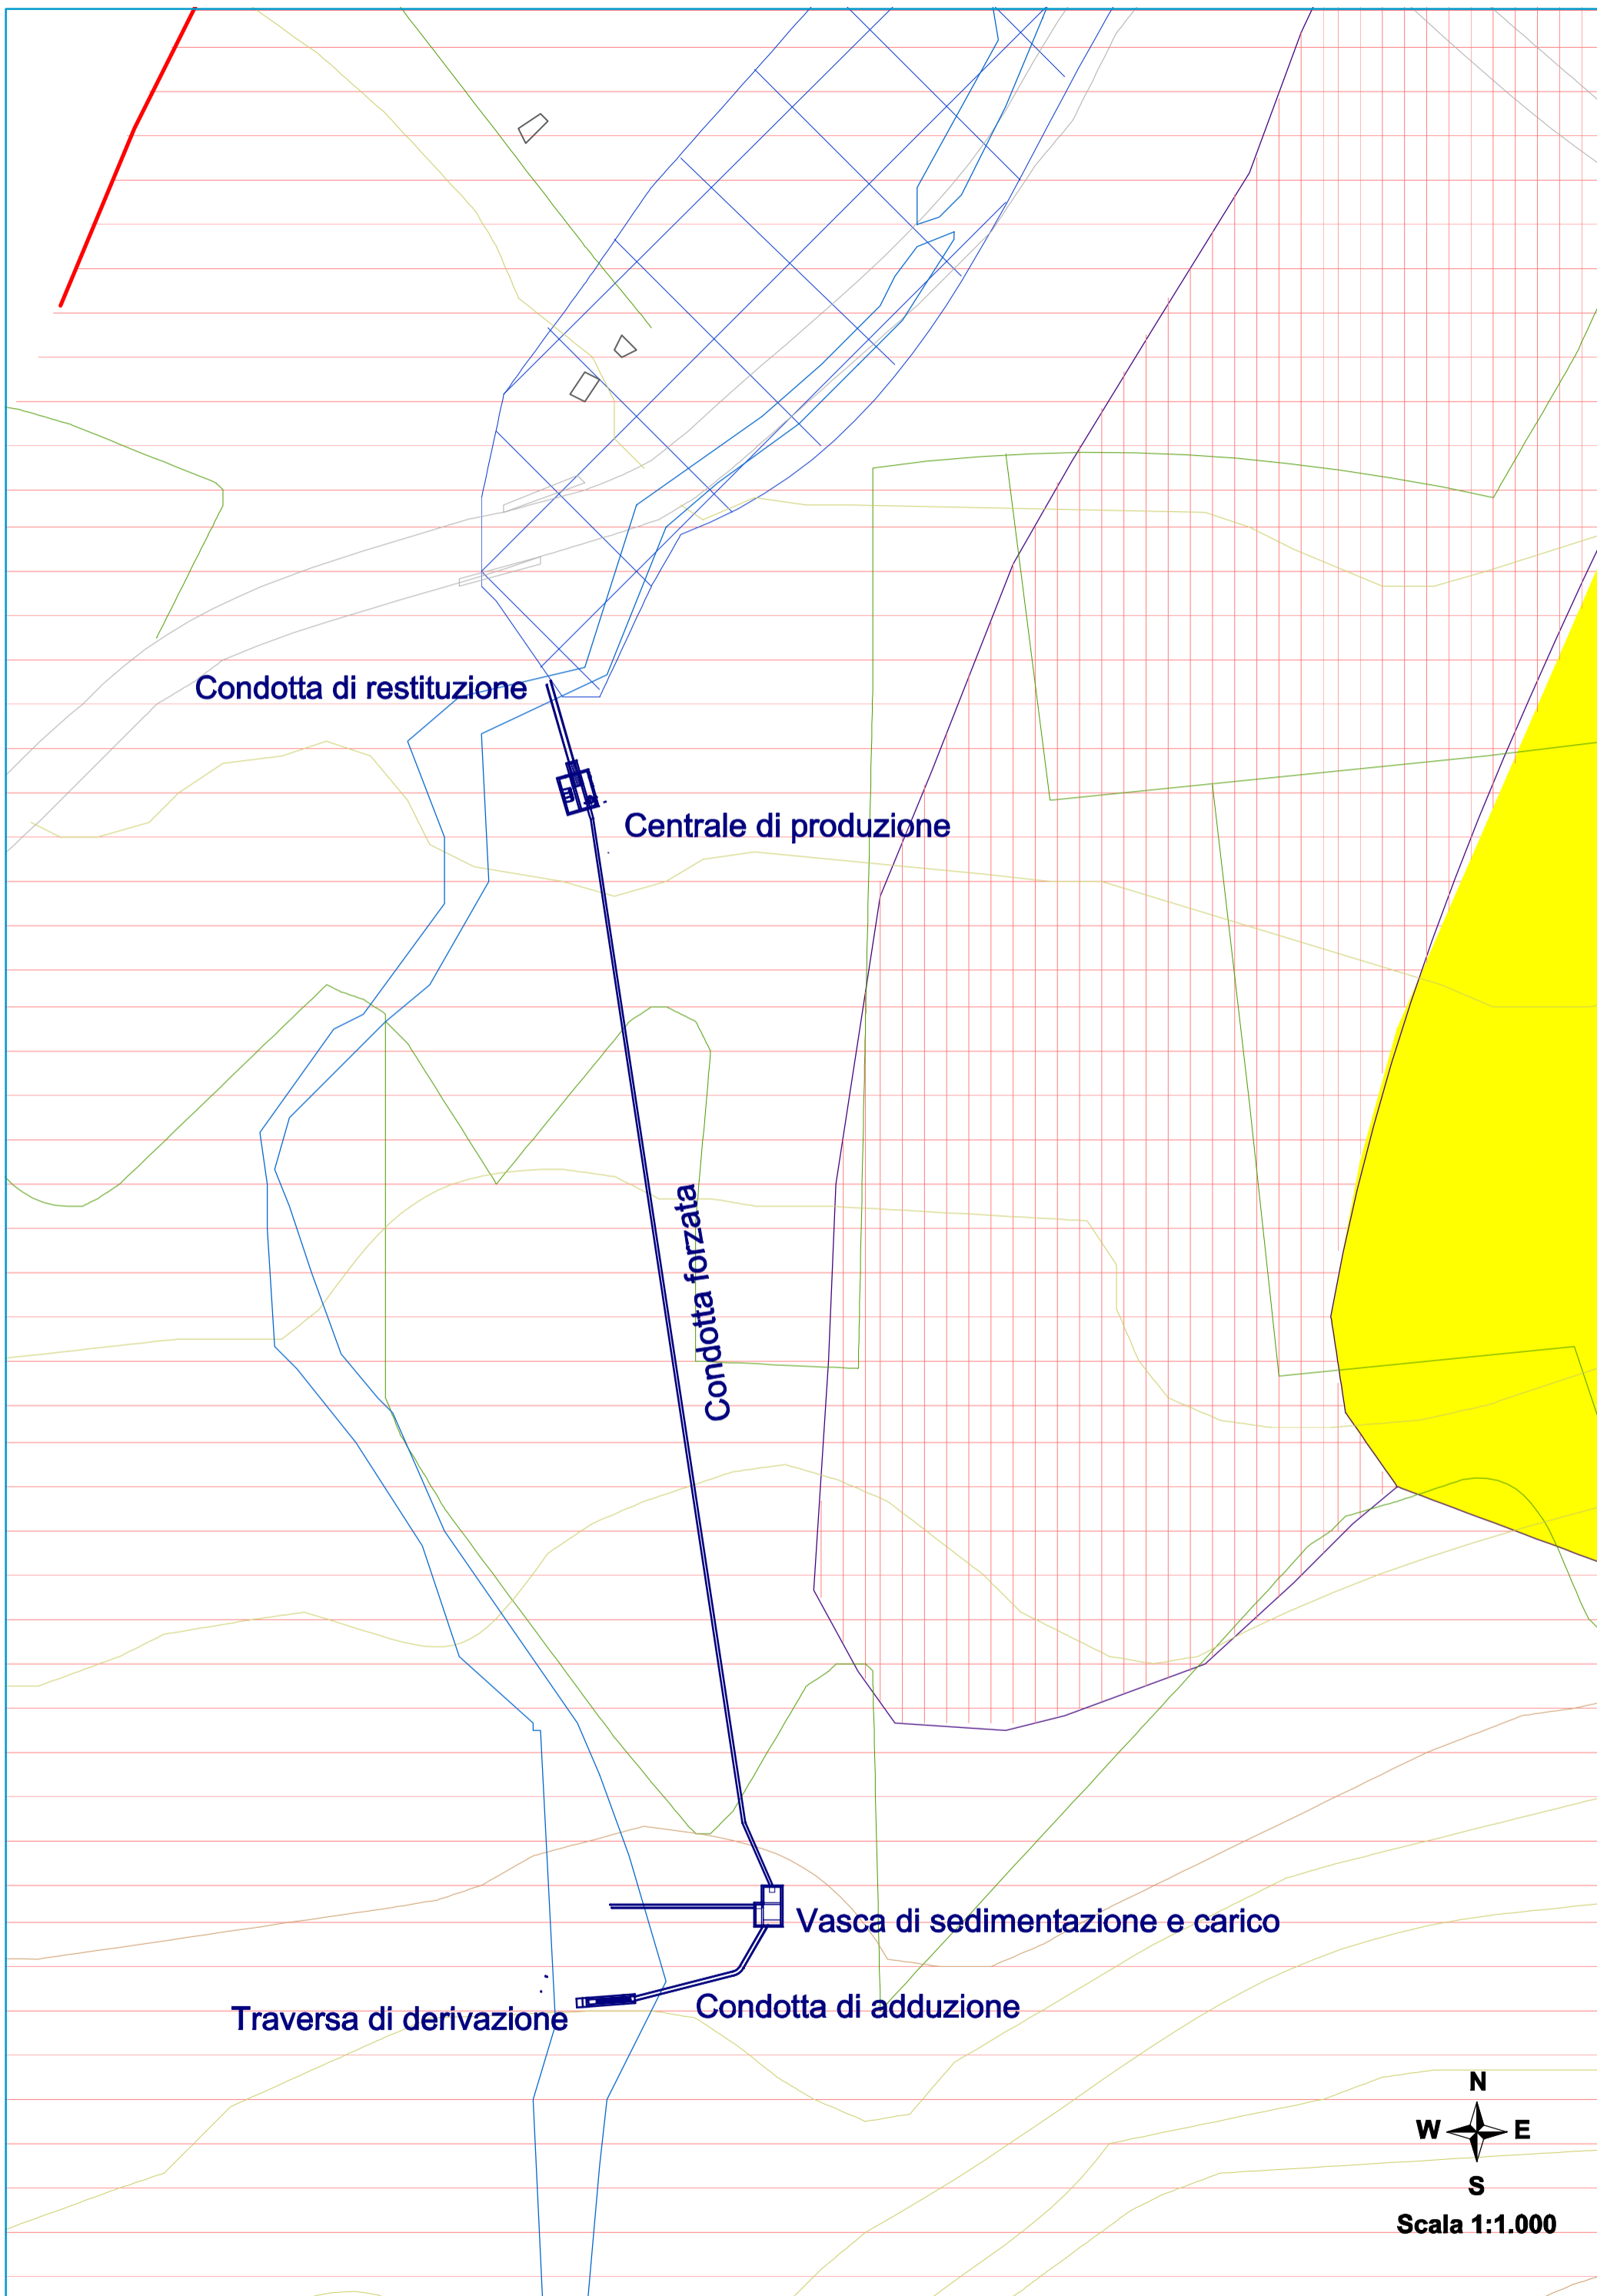 Condotta di restituzione
Centrale di produzione
Condotta forzata
Vasca di sedimentazione e carico
Condotta di adduzione
Traversa di derivazione
N
W E
S
Scala 1:1.000